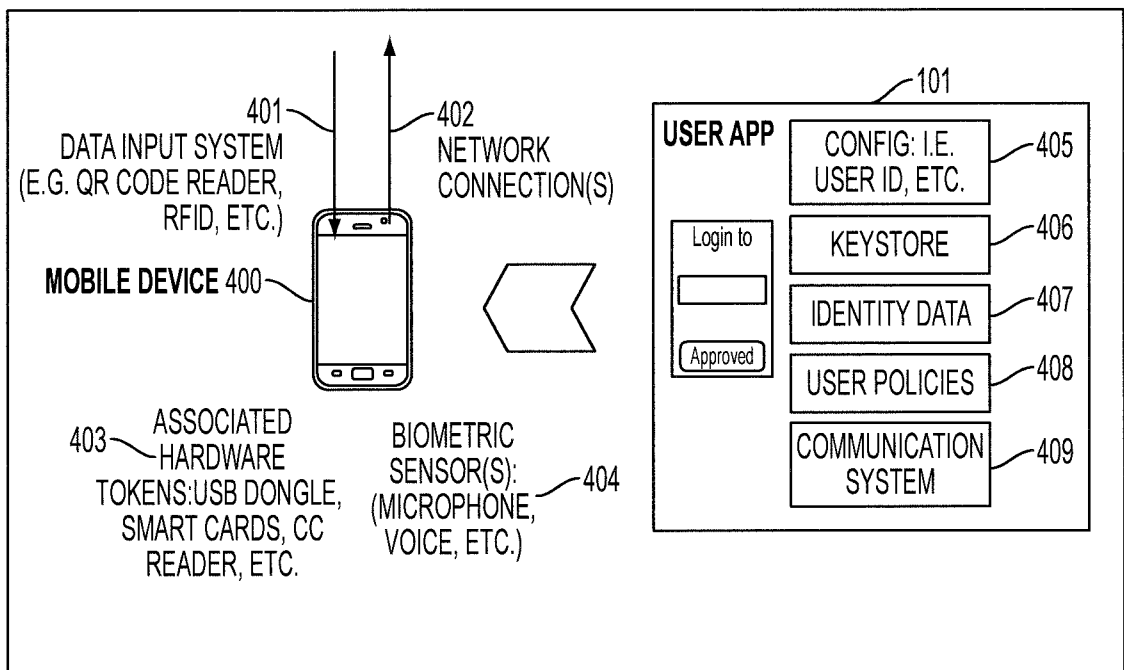 401
DATA INPUT SYSTEM
(E.G. QR CODE READER,
RFID, ETC.)
402
NETWORK
CONNECTION(S)
MOBILE DEVICE 400
403
ASSOCIATED
HARDWARE
TOKENS:USB DONGLE,
SMART CARDS, CC
READER, ETC.
BIOMETRIC
SENSOR(S):
(MICROPHONE,
VOICE, ETC.)
404
101
USER APP
Login to
Approved
CONFIG: I.E.
USER ID, ETC.
405
KEYSTORE
406
IDENTITY DATA
407
USER POLICIES
408
COMMUNICATION
SYSTEM
409